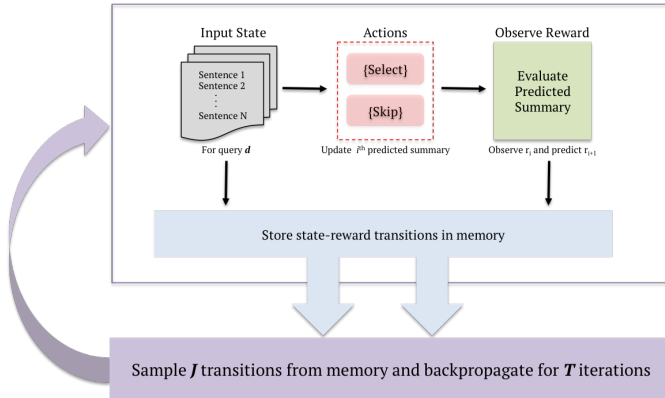 Input State
Actions
Observe Reward
Sentence 1
Sentence 2
.
.
.
Sentence N
{Select}
{Skip}
Evaluate
Predicted
Summary
For query d
Update iᵗʰ predicted summary
Observe rᵢ and predict rᵢ₊₁
Store state-reward transitions in memory
Sample J transitions from memory and backpropagate for T iterations